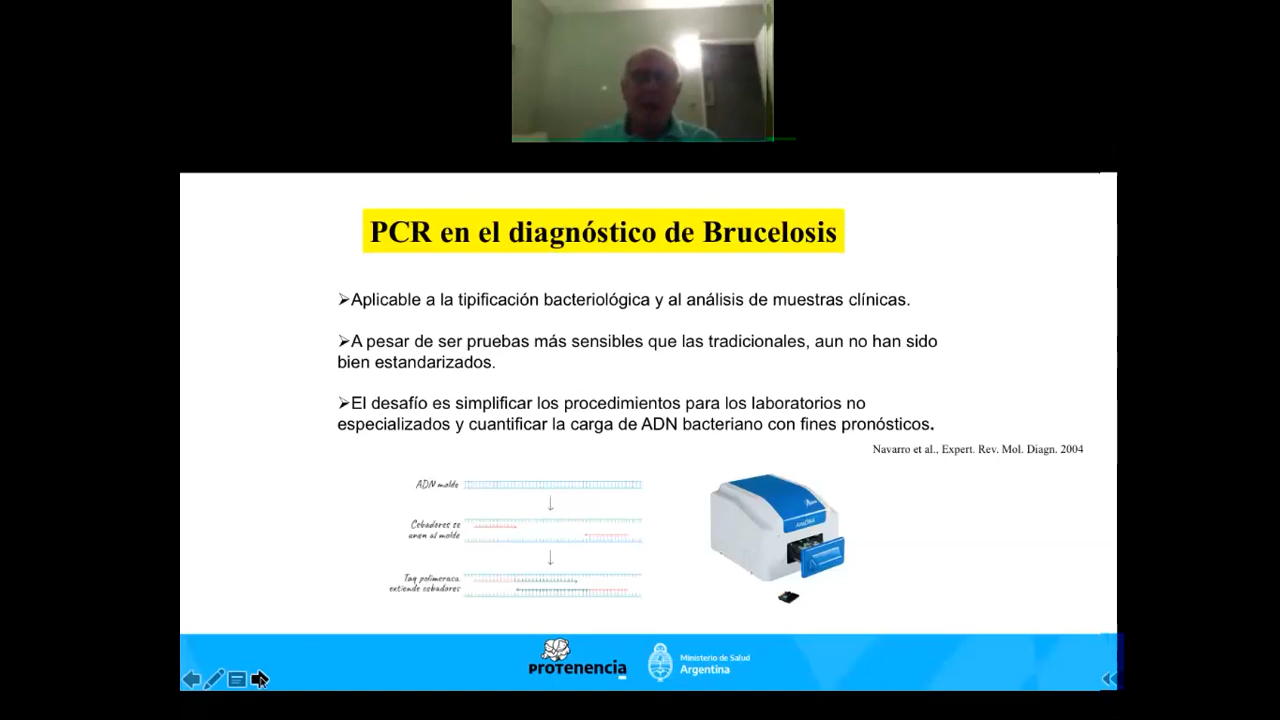 PCR en el diagnóstico de Brucelosis
➢Aplicable a la tipificación bacteriológica y al análisis de muestras clínicas.
➢A pesar de ser pruebas más sensibles que las tradicionales, aun no han sido
bien estandarizados.
➢El desafío es simplificar los procedimientos para los laboratorios no
especializados y cuantificar la carga de ADN bacteriano con fines pronósticos.
Navarro et al., Expert. Rev. Mol. Diagn. 2004
ADN molde
Cebadores se
unen al molde
Taq polimerasa
extiende cebadores
PROTENENCIA
Ministerio de Salud
Argentina